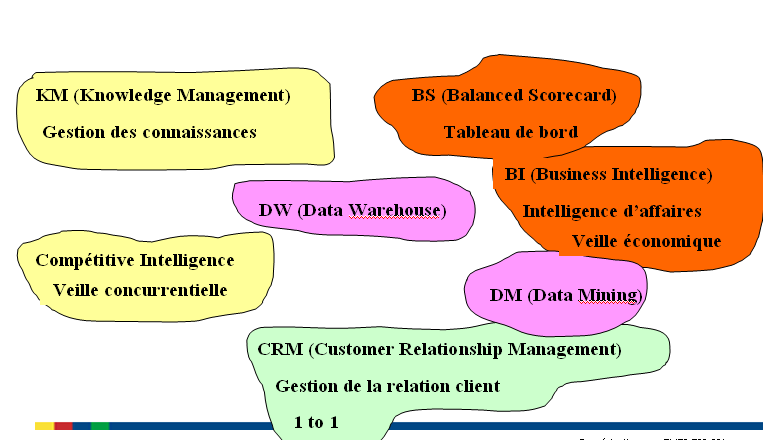 KM (Knowledge Management)
Gestion des connaissances
BS (Balanced Scorecard)
Tableau de bord
BI (Business Intelligence)
Intelligence d'affaires
Veille économique
DW (Data Warehouse)
Compétitive Intelligence
Veille concurrentielle
DM (Data Mining)
CRM (Customer Relationship Management)
Gestion de la relation client
1 to 1